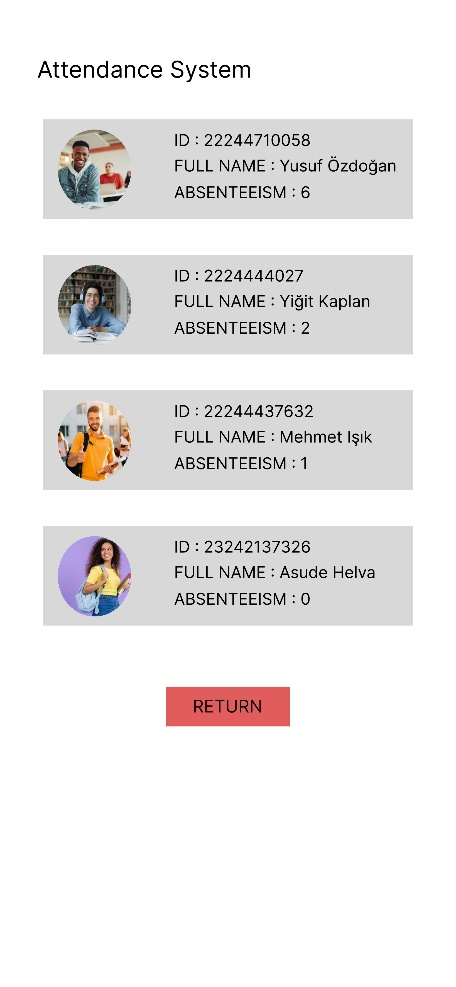 Attendance System
ID : 22244710058
FULL NAME : Yusuf Özdoğan
ABSENTEEISM : 6
ID : 2224444027
FULL NAME : Yiğit Kaplan
ABSENTEEISM : 2
ID : 22244437632
FULL NAME : Mehmet Işık
ABSENTEEISM : 1
ID : 23242137326
FULL NAME : Asude Helva
ABSENTEEISM : 0
RETURN